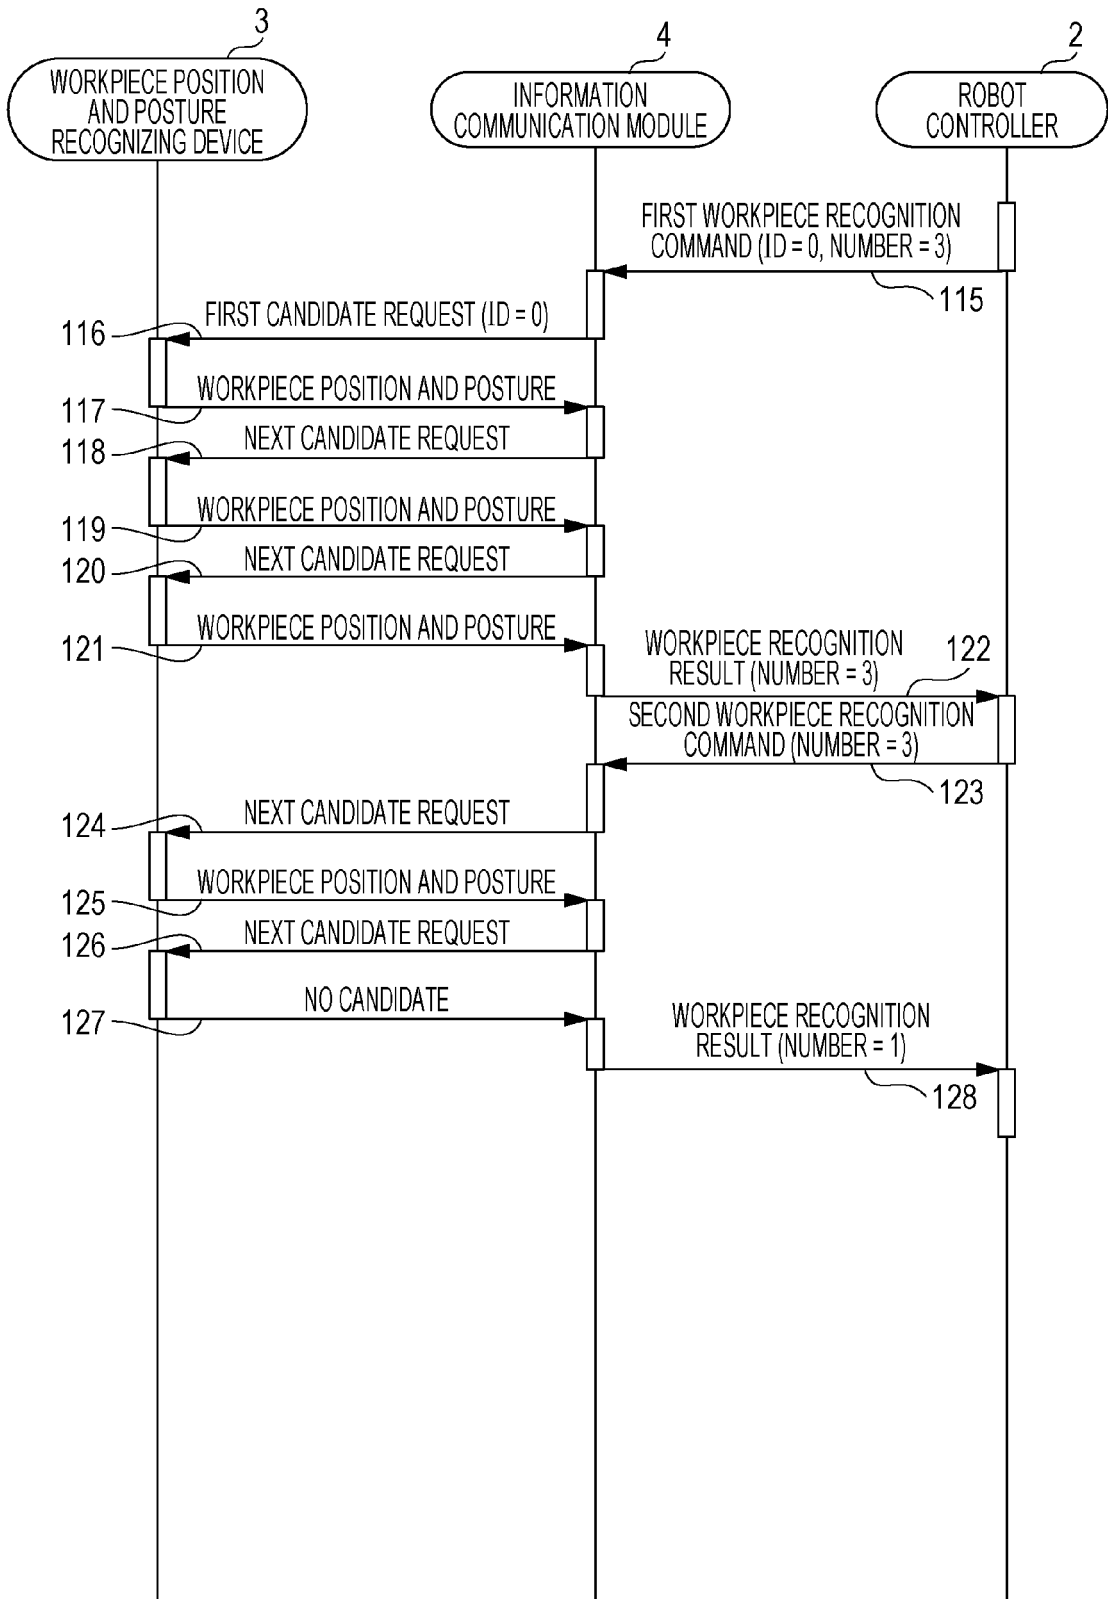 3
4
2
WORKPIECE POSITION
AND POSTURE
RECOGNIZING DEVICE
INFORMATION
COMMUNICATION MODULE
ROBOT
CONTROLLER
FIRST WORKPIECE RECOGNITION
COMMAND (ID = 0, NUMBER = 3)
115
FIRST CANDIDATE REQUEST (ID = 0)
116
WORKPIECE POSITION AND POSTURE
117
NEXT CANDIDATE REQUEST
118
WORKPIECE POSITION AND POSTURE
119
NEXT CANDIDATE REQUEST
120
WORKPIECE POSITION AND POSTURE
121
WORKPIECE RECOGNITION
RESULT (NUMBER = 3)
122
SECOND WORKPIECE RECOGNITION
COMMAND (NUMBER = 3)
123
NEXT CANDIDATE REQUEST
124
WORKPIECE POSITION AND POSTURE
125
NEXT CANDIDATE REQUEST
126
NO CANDIDATE
127
WORKPIECE RECOGNITION
RESULT (NUMBER = 1)
128